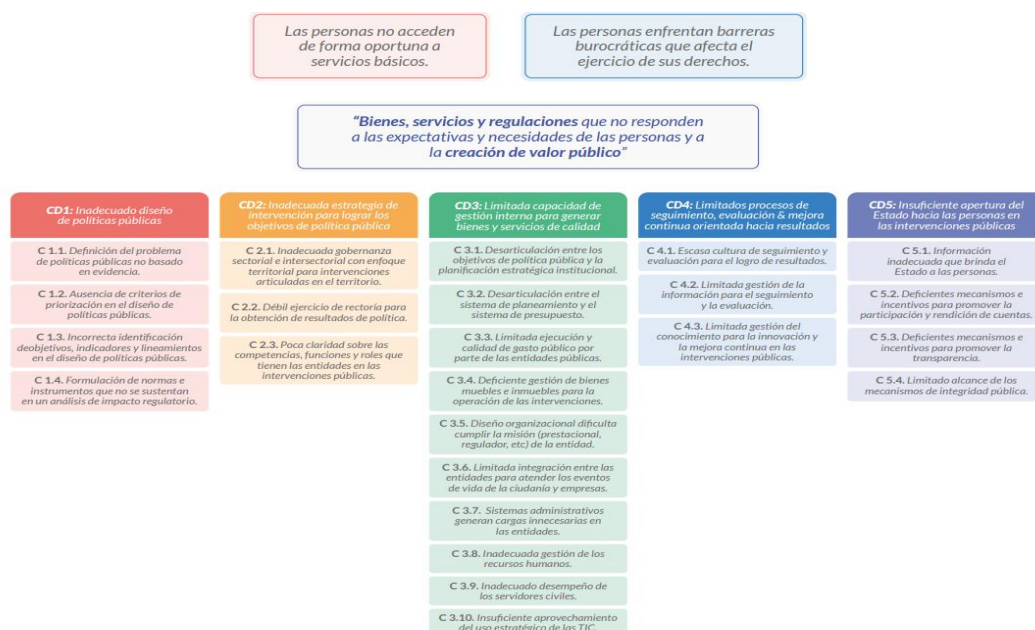 Las personas no acceden
de forma oportuna a
servicios básicos.
Las personas enfrentan barreras
burocráticas que afecta el
ejercicio de sus derechos.
“Bienes, servicios y regulaciones que no responden
a las expectativas y necesidades de las personas y a
la creación de valor público”
CD1: Inadecuado diseño
de políticas públicas
C 1.1. Definición del problema
de políticas públicas no basado
en evidencia.
C 1.2. Ausencia de criterios de
priorización en el diseño de
políticas públicas.
C 1.3. Incorrecta identificación
deobjetivos, indicadores y lineamientos
en el diseño de políticas públicas.
C 1.4. Formulación de normas e
instrumentos que no se sustentan
en un análisis de impacto regulatorio.
CD2: Inadecuada estrategia de
intervención para lograr los
objetivos de política pública
C 2.1. Inadecuada gobernanza
sectorial e intersectorial con enfoque
territorial para intervenciones
articuladas en el territorio.
C 2.2. Débil ejercicio de rectoría para
la obtención de resultados de política.
C 2.3. Poca claridad sobre las
competencias, funciones y roles que
tienen las entidades en las
intervenciones públicas.
CD3: Limitada capacidad de
gestión interna para generar
bienes y servicios de calidad
C 3.1. Desarticulación entre los
objetivos de política pública y la
planificación estratégica institucional.
C 3.2. Desarticulación entre el
sistema de planeamiento y el
sistema de presupuesto.
C 3.3. Limitada ejecución y
calidad de gasto público por
parte de las entidades públicas.
C 3.4. Deficiente gestión de bienes
muebles e inmuebles para la
operación de las intervenciones.
C 3.5. Diseño organizacional dificulta
cumplir la misión (prestacional,
regulador, etc) de la entidad.
C 3.6. Limitada integración entre las
entidades para atender los eventos
de vida de la ciudanía y empresas.
C 3.7. Sistemas administrativos
generan cargas innecesarias en
las entidades.
C 3.8. Inadecuada gestión de los
recursos humanos.
C 3.9. Inadecuado desempeño de
los servidores civiles.
C 3.10. Insuficiente aprovechamiento
del uso estratégico de las TIC.
CD4: Limitados procesos de
seguimiento, evaluación & mejora
continua orientada hacia resultados
C 4.1. Escasa cultura de seguimiento y
evaluación para el logro de resultados.
C 4.2. Limitada gestión de la
información para el seguimiento
y la evaluación.
C 4.3. Limitada gestión del
conocimiento para la innovación y
la mejora continua en las
intervenciones públicas.
CD5: Insuficiente apertura del
Estado hacia las personas en
las intervenciones públicas
C 5.1. Información
inadecuada que brinda el
Estado a las personas.
C 5.2. Deficientes mecanismos e
incentivos para promover la
participación y rendición de cuentas.
C 5.3. Deficientes mecanismos e
incentivos para promover la
transparencia.
C 5.4. Limitado alcance de los
mecanismos de integridad pública.